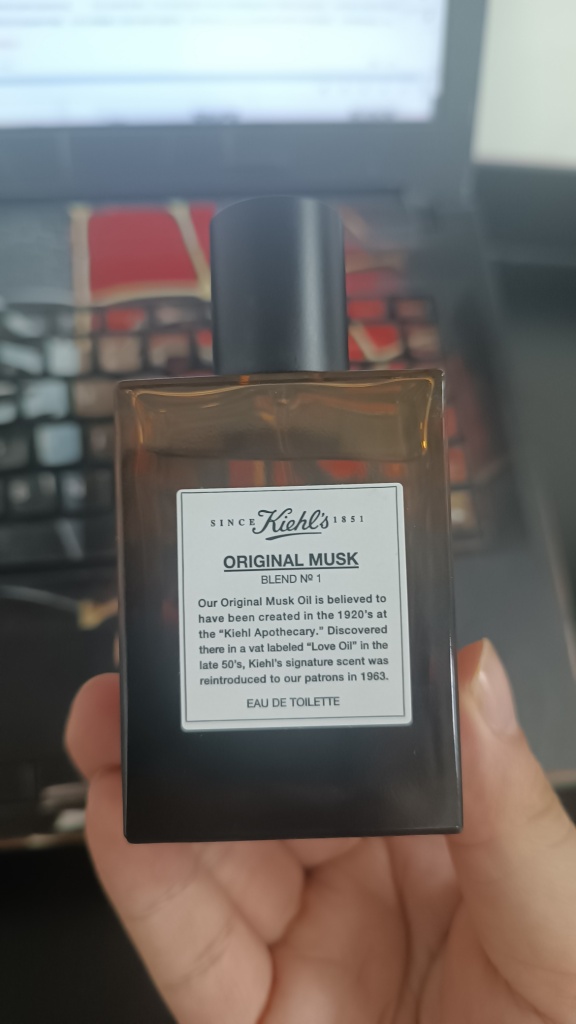 SINCE Kiehl's 1851
ORIGINAL MUSK
BLEND Nº 1
Our Original Musk Oil is believed to
have been created in the 1920's at
the “Kiehl Apothecary.” Discovered
there in a vat labeled “Love Oil” in the
late 50's, Kiehl's signature scent was
reintroduced to our patrons in 1963.
EAU DE TOILETTE